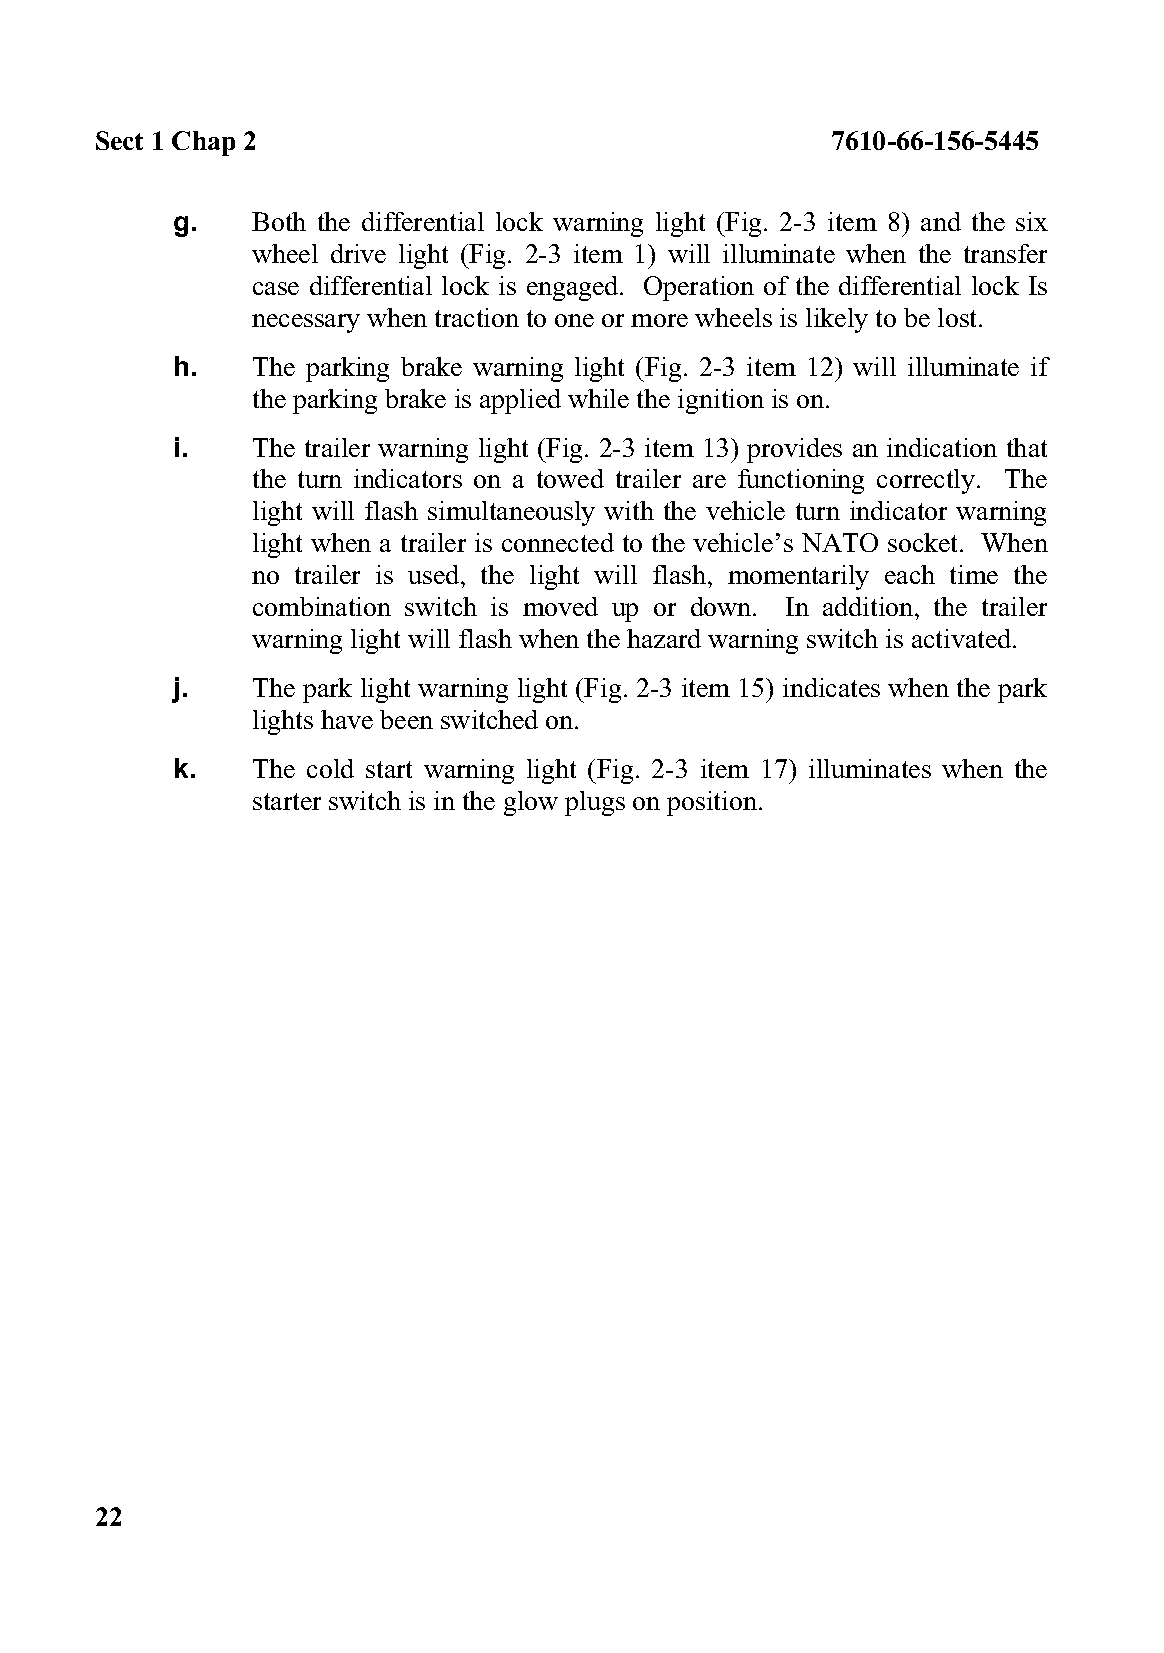 Sect 1 Chap 2 7610-66-156-5445
g. Both the differential lock warning light (Fig. 2-3 item 8) and the six
wheel drive light (Fig. 2-3 item 1) will illuminate when the transfer
case differential lock is engaged. Operation of the differential lock Is
necessary when traction to one or more wheels is likely to be lost.
h. The parking brake warning light (Fig. 2-3 item 12) will illuminate if
the parking brake is applied while the ignition is on.
i. The trailer warning light (Fig. 2-3 item 13) provides an indication that
the turn indicators on a towed trailer are functioning correctly. The
light will flash simultaneously with the vehicle turn indicator warning
light when a trailer is connected to the vehicle’s NATO socket. When
no trailer is used, the light will flash, momentarily each time the
combination switch is moved up or down. In addition, the trailer
warning light will flash when the hazard warning switch is activated.
j. The park light warning light (Fig. 2-3 item 15) indicates when the park
lights have been switched on.
k. The cold start warning light (Fig. 2-3 item 17) illuminates when the
starter switch is in the glow plugs on position.
22